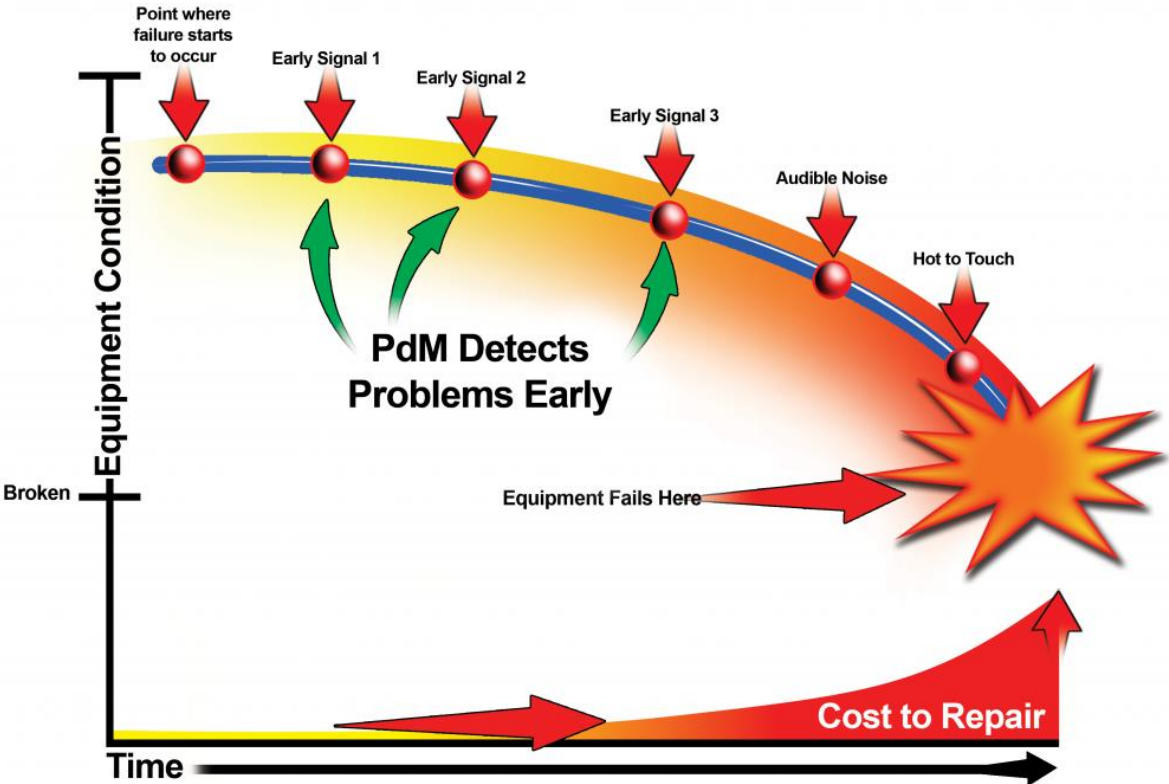 Point where
failure starts
to occur
Early Signal 1
Early Signal 2
Early Signal 3
Audible Noise
Hot to Touch
Equipment Condition
PdM Detects
Problems Early
Broken
Equipment Fails Here
Cost to Repair
Time